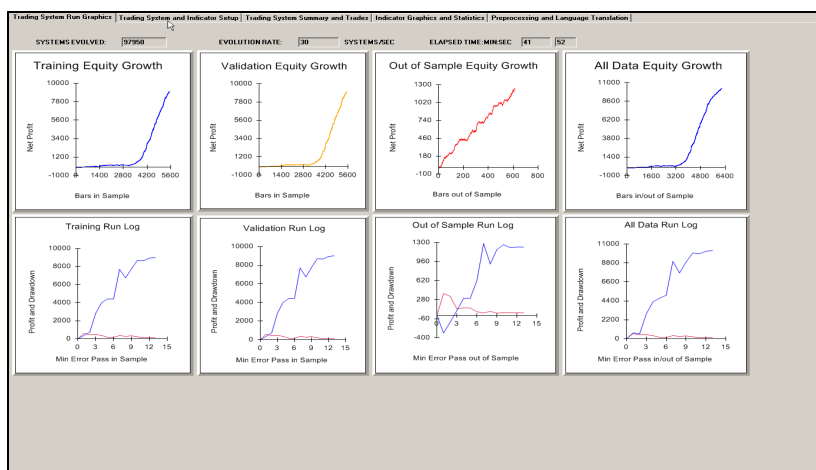 Trading System Run Graphics Trading System and Indicator Setup Trading System Summary and Trades Indicator Graphics and Statistics Preprocessing and Language Translation
SYSTEMS EVOLVED: 97950 EVOLUTION RATE: 30 SYSTEMS/SEC ELAPSED TIME:MIN:SEC 41 52
Training Equity Growth
10000
7800
5600
3400
1200
-1000
0 1400 2800 4200 5600
Net Profit
Bars in Sample
Validation Equity Growth
10000
7800
5600
3400
1200
-1000
0 1400 2800 4200 5600
Net Profit
Bars in Sample
Out of Sample Equity Growth
1300
1020
740
460
180
-100
0 200 400 600 800
Net Profit
Bars out of Sample
All Data Equity Growth
11000
8600
6200
3800
1400
-1000
0 1600 3200 4800 6400
Net Profit
Bars in/out of Sample
Training Run Log
10000
8000
6000
4000
2000
0
0 3 6 9 12 15
Profit and Drawdown
Min Error Pass in Sample
Validation Run Log
10000
8000
6000
4000
2000
0
0 3 6 9 12 15
Profit and Drawdown
Min Error Pass in Sample
Out of Sample Run Log
1300
960
620
280
-60
-400
0 3 6 9 12 15
Profit and Drawdown
Min Error Pass out of Sample
All Data Run Log
11000
8800
6600
4400
2200
0
0 3 6 9 12 15
Profit and Drawdown
Min Error Pass in/out of Sample